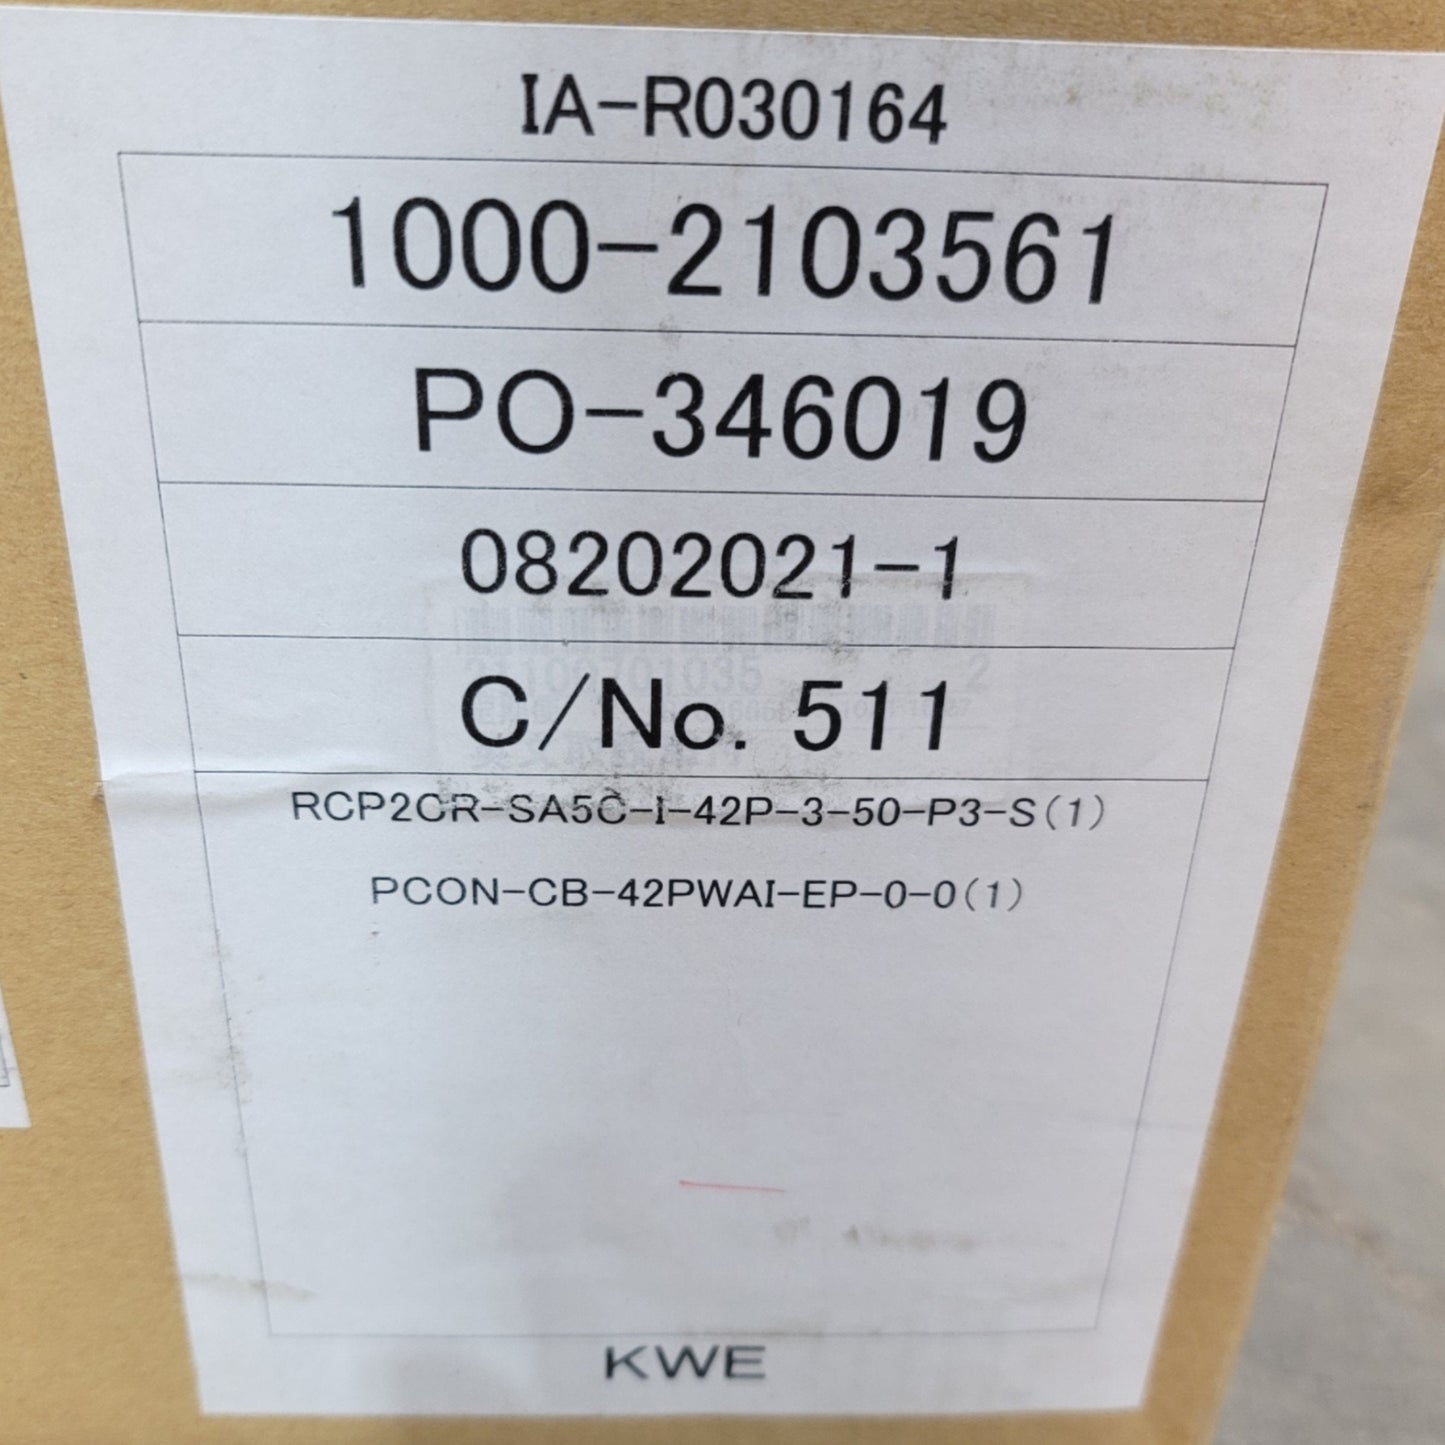 IA-R030164
1000-2103561
PO-346019
08202021-1
C/No. 511
RCP2CR-SA5C-I-42P-3-50-P3-S(1)
PCON-CB-42PWAI-EP-0-0(1)
KWE